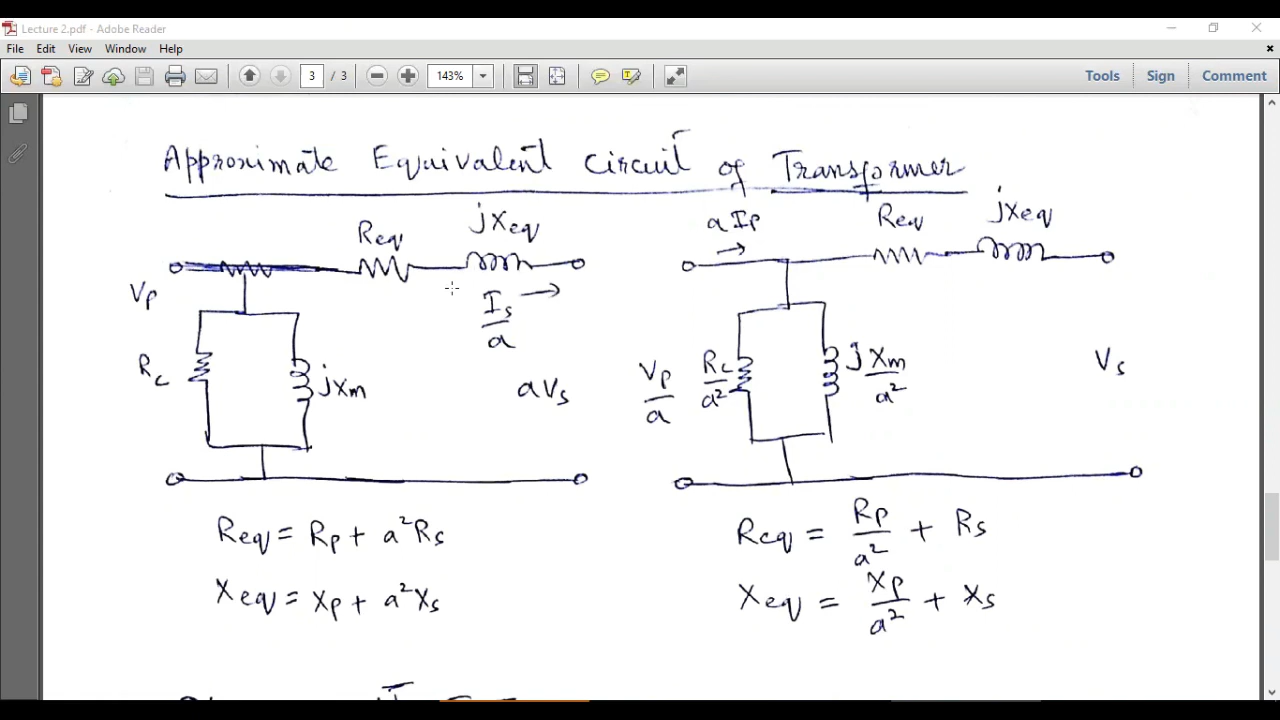 Lecture 2.pdf - Adobe Reader
File Edit View Window Help
3 / 3 143% Tools Sign Comment
Approximate Equivalent Circuit of Transformer
Req jXeq
Vp
Is/a
Rc jXm
aVs
Req = Rp + a²Rs
Xeq = Xp + a²Xs
aIp Req jXeq
Vp/a Rc/a² jXm/a² Vs
Req = Rp/a² + Rs
Xeq = Xp/a² + Xs